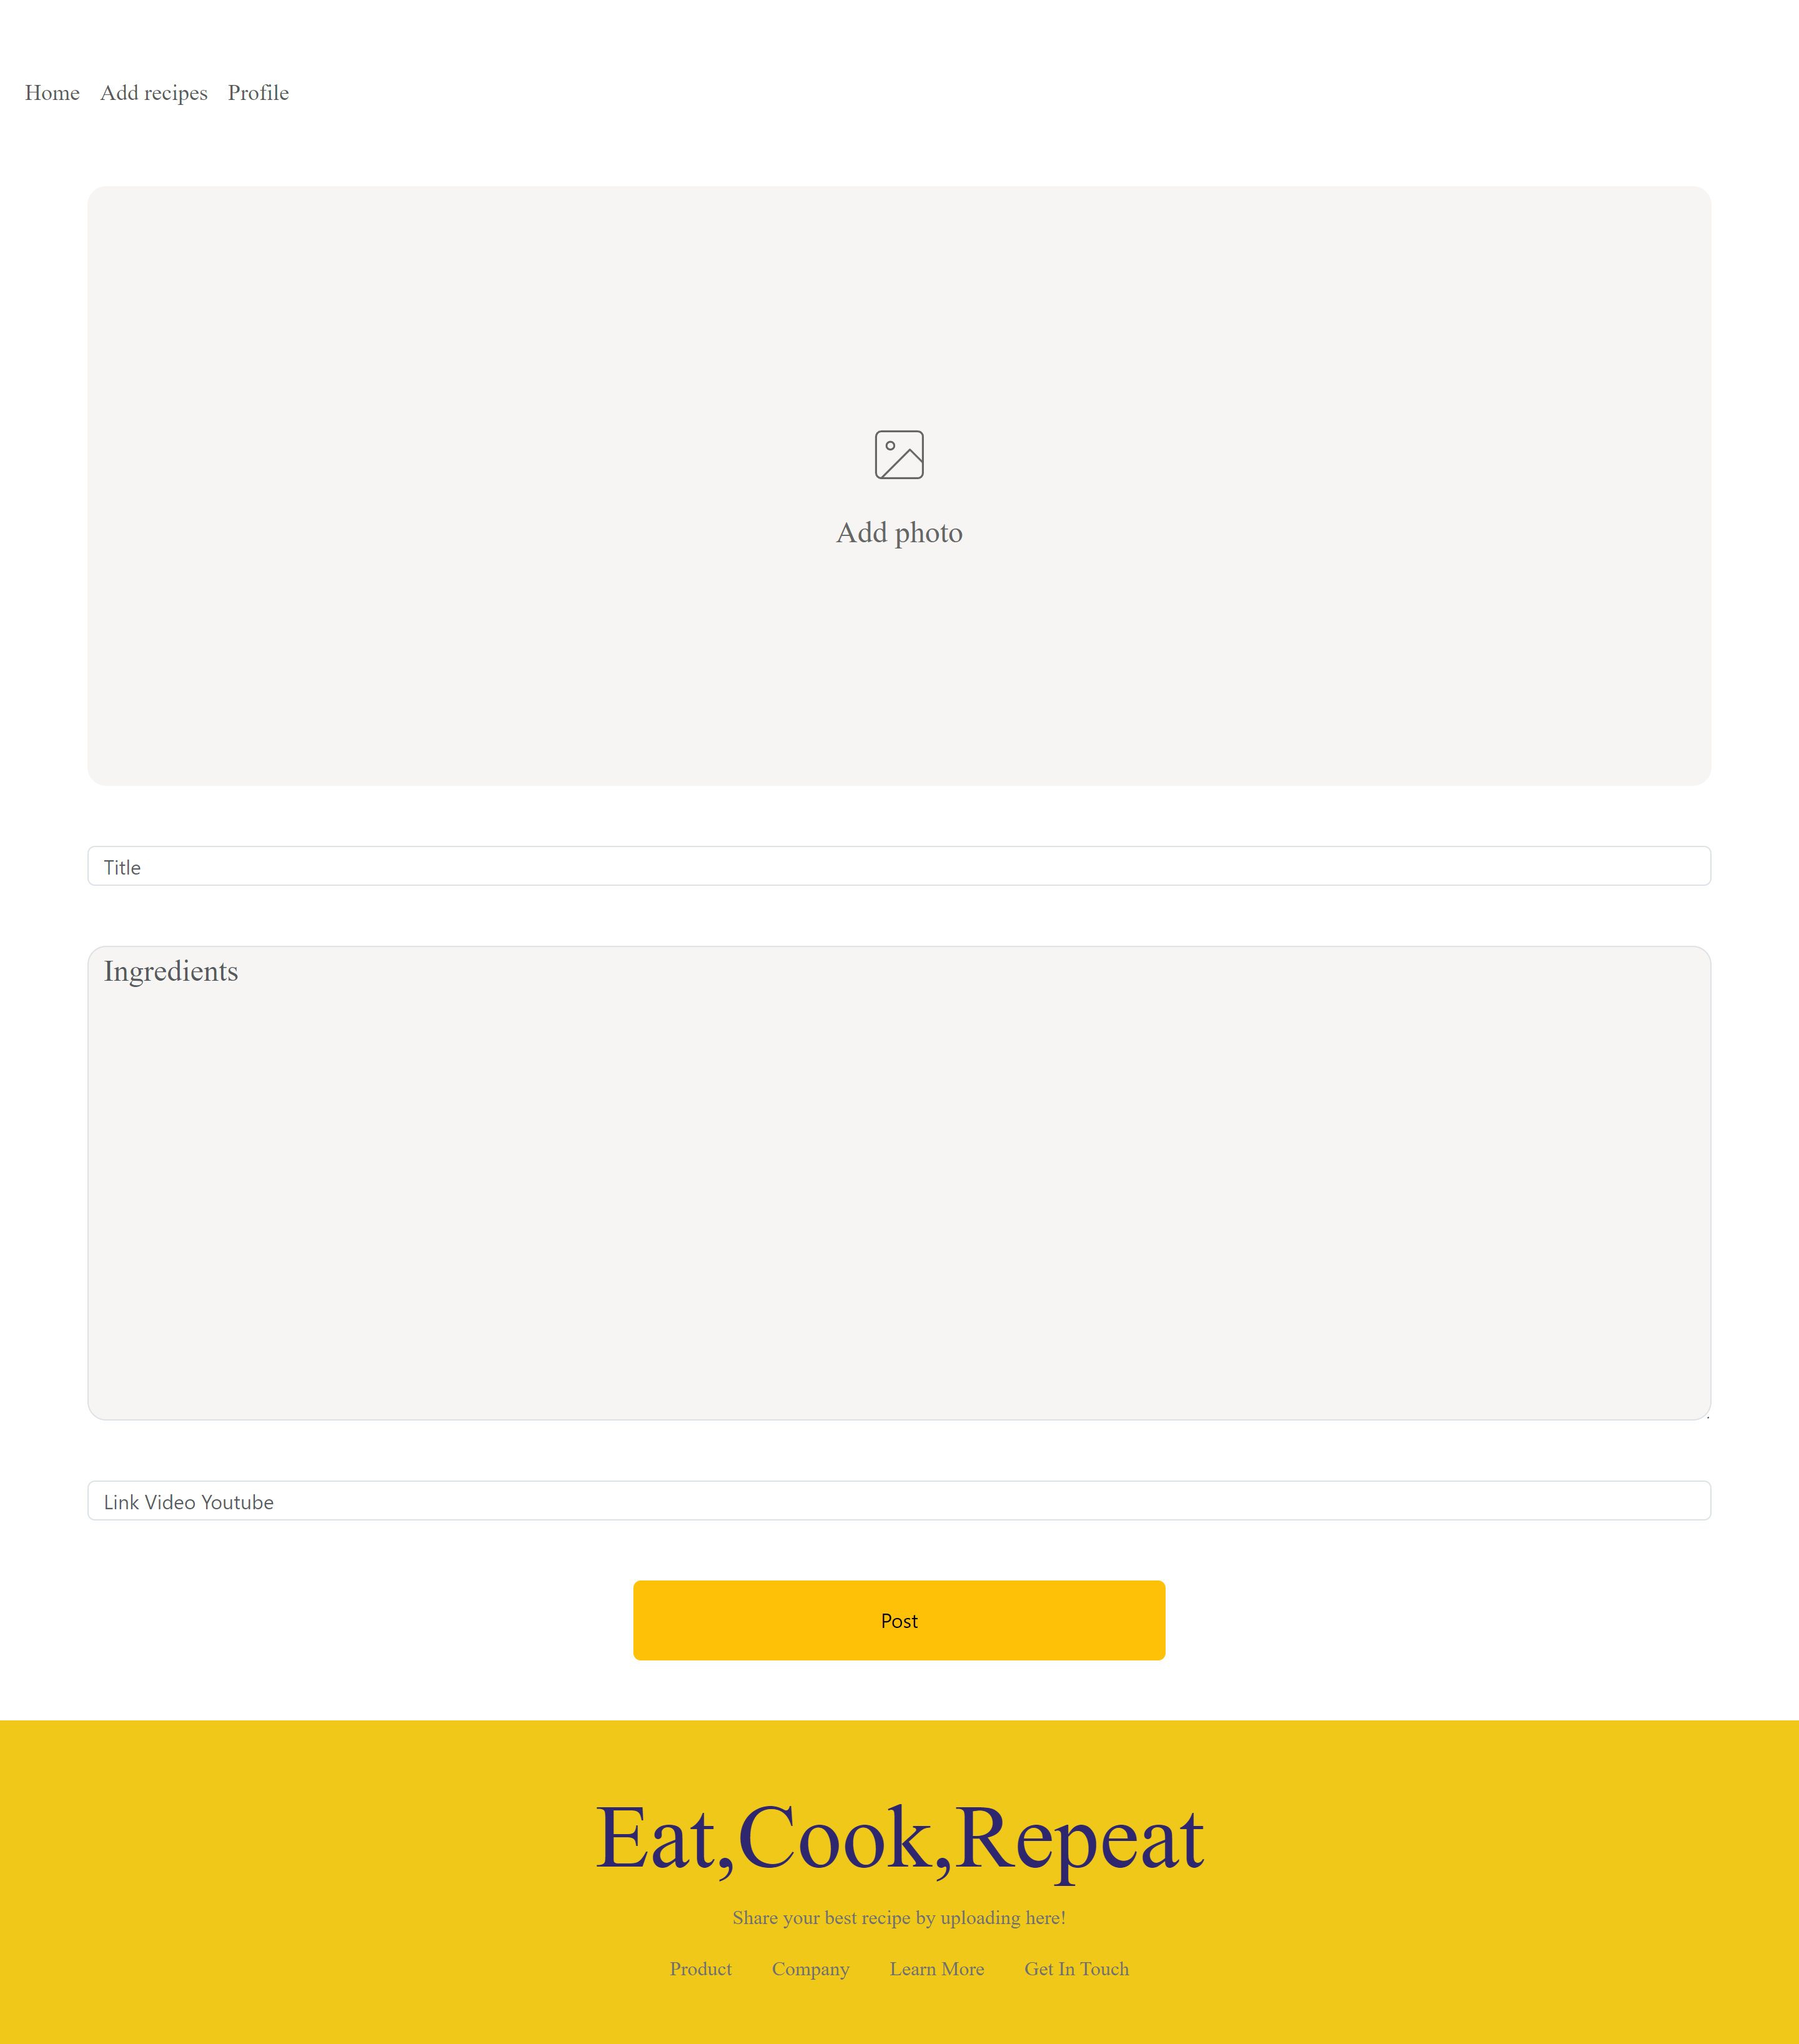 Home Add recipes Profile
Add photo
Title
Ingredients
Link Video Youtube
Post
Eat,Cook,Repeat
Share your best recipe by uploading here!
Product Company Learn More Get In Touch